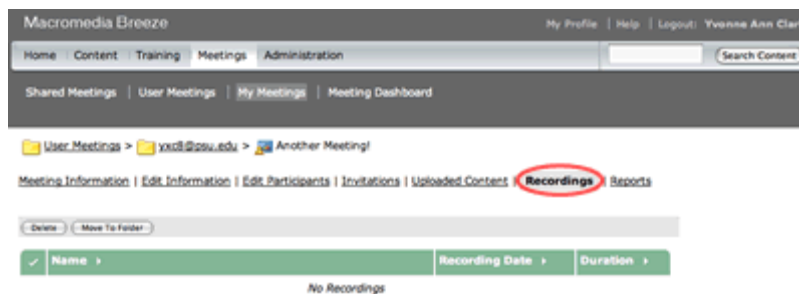 Macromedia Breeze My Profile | Help | Logout: Yvonne Ann Clar
Home Content Training Meetings Administration Search Content
Shared Meetings | User Meetings | My Meetings | Meeting Dashboard
User Meetings > yxc8@psu.edu > Another Meeting!
Meeting Information | Edit Information | Edit Participants | Invitations | Uploaded Content | Recordings | Reports
Delete Move To Folder
Name Recording Date Duration
No Recordings